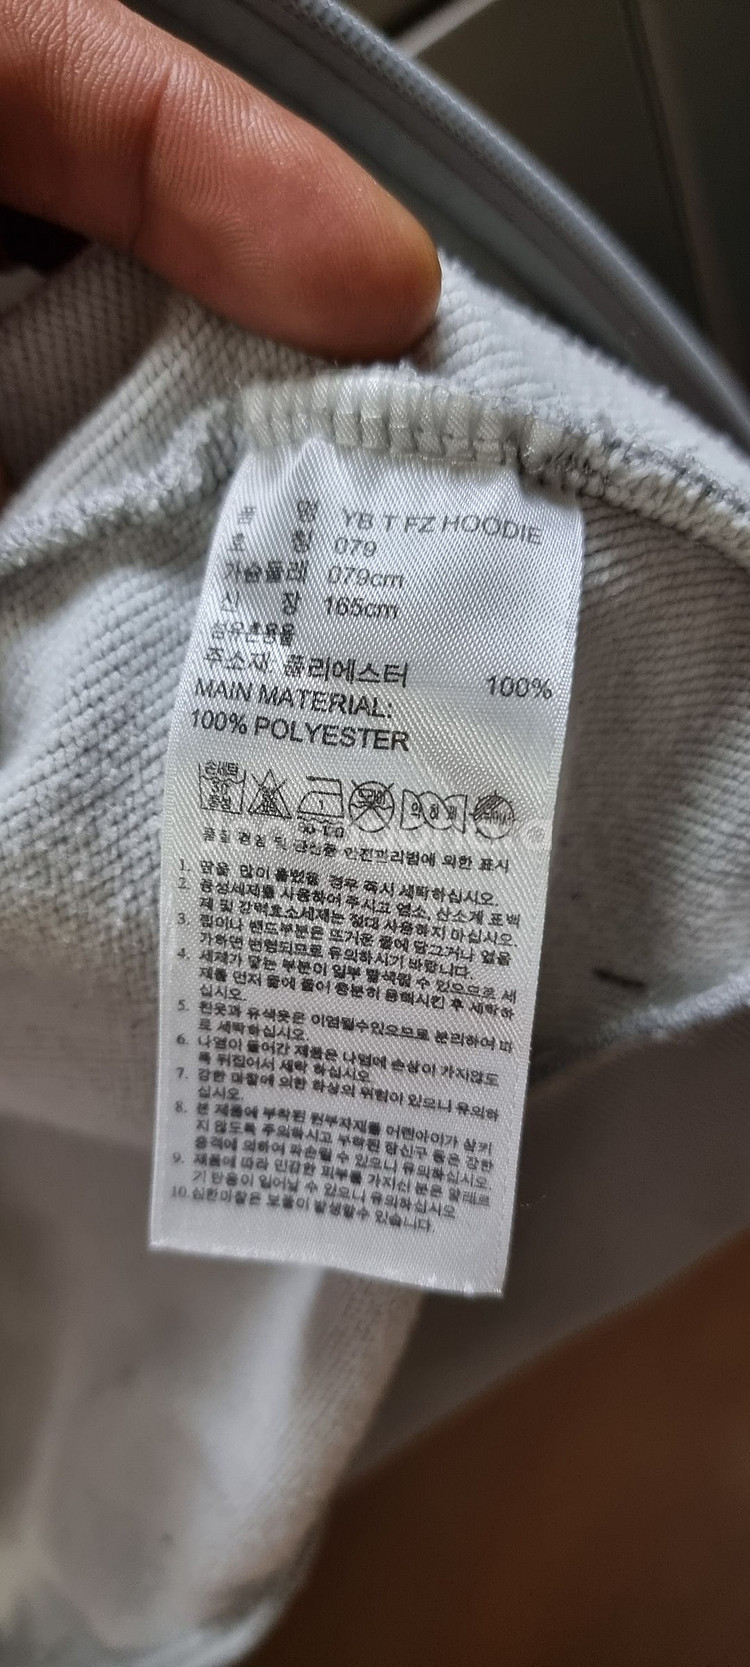 품 명 YB T FZ HOODIE
호 칭 079
가슴둘레 079cm
신 장 165cm
섬유혼용율
주소재: 폴리에스터 100%
MAIN MATERIAL:
100% POLYESTER
손세탁
30
중성
품질 경영 및 공산품 안전관리법에 의한 표시
1. 땀을 많이 흘렸을 경우 즉시 세탁하십시오.
2. 중성세제를 사용하여 주시고 염소, 산소계 표백
제 및 강력효소세제는 절대 사용하지 마십시오.
3. 립이나 밴드부분은 뜨거운 물에 담그거나 열을
가하면 변형되므로 유의하시기 바랍니다.
4. 세제가 닿는 부분이 일부 탈색될 수 있으므로 세
제를 먼저 물에 풀어 충분히 용해시킨 후 세탁하
십시오.
5. 흰옷과 유색옷은 이염될수있으므로 분리하여 따
로 세탁하십시오.
6. 나염이 들어간 제품은 나염에 손상이 가지않도
록 뒤집어서 세탁 하십시오.
7. 강한 마찰에 의한 화상의 위험이 있으니 유의하
십시오.
8. 본 제품에 부착된 원부자재를 어린아이가 삼키
지 않도록 주의하시고 부착된 장신구 등은 강한
충격에 의하여 파손될 수 있으니 유의하십시오
9. 제품에 따라 민감한 피부를 가지신 분은 알레르
기 반응이 일어날 수 있으니 유의하십시오
10.심한마찰은 보풀이 발생할수 있습니다.